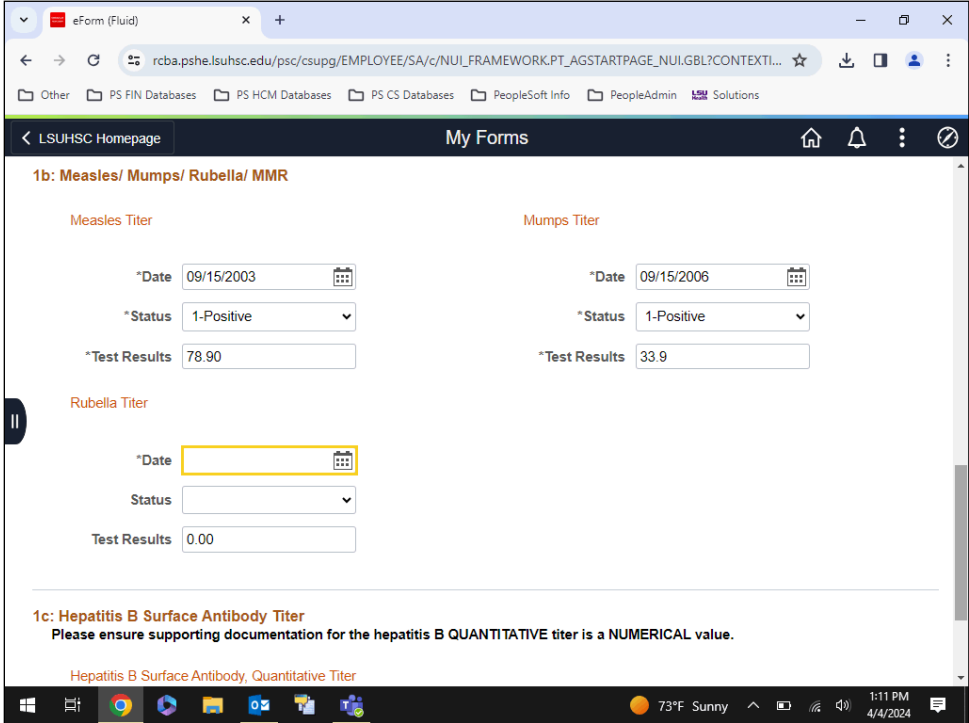 eForm (Fluid)
rcba.pshe.lsuhsc.edu/psc/csupg/EMPLOYEE/SA/c/NUI_FRAMEWORK.PT_AGSTARTPAGE_NUI.GBL?CONTEXTI...
Other PS FIN Databases PS HCM Databases PS CS Databases PeopleSoft Info PeopleAdmin LSU Solutions
LSUHSC Homepage My Forms
1b: Measles/ Mumps/ Rubella/ MMR
Measles Titer Mumps Titer
*Date 09/15/2003 *Date 09/15/2006
*Status 1-Positive *Status 1-Positive
*Test Results 78.90 *Test Results 33.9
Rubella Titer
*Date
Status
Test Results 0.00
1c: Hepatitis B Surface Antibody Titer
Please ensure supporting documentation for the hepatitis B QUANTITATIVE titer is a NUMERICAL value.
Hepatitis B Surface Antibody, Quantitative Titer
73°F Sunny 1:11 PM
4/4/2024